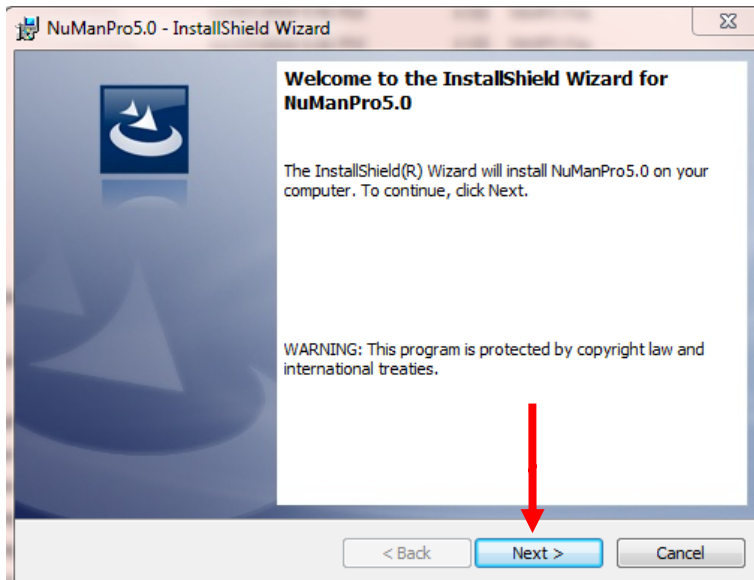 NuManPro5.0 - InstallShield Wizard
Welcome to the InstallShield Wizard for
NuManPro5.0
The InstallShield(R) Wizard will install NuManPro5.0 on your
computer. To continue, click Next.
WARNING: This program is protected by copyright law and
international treaties.
< Back
Next >
Cancel